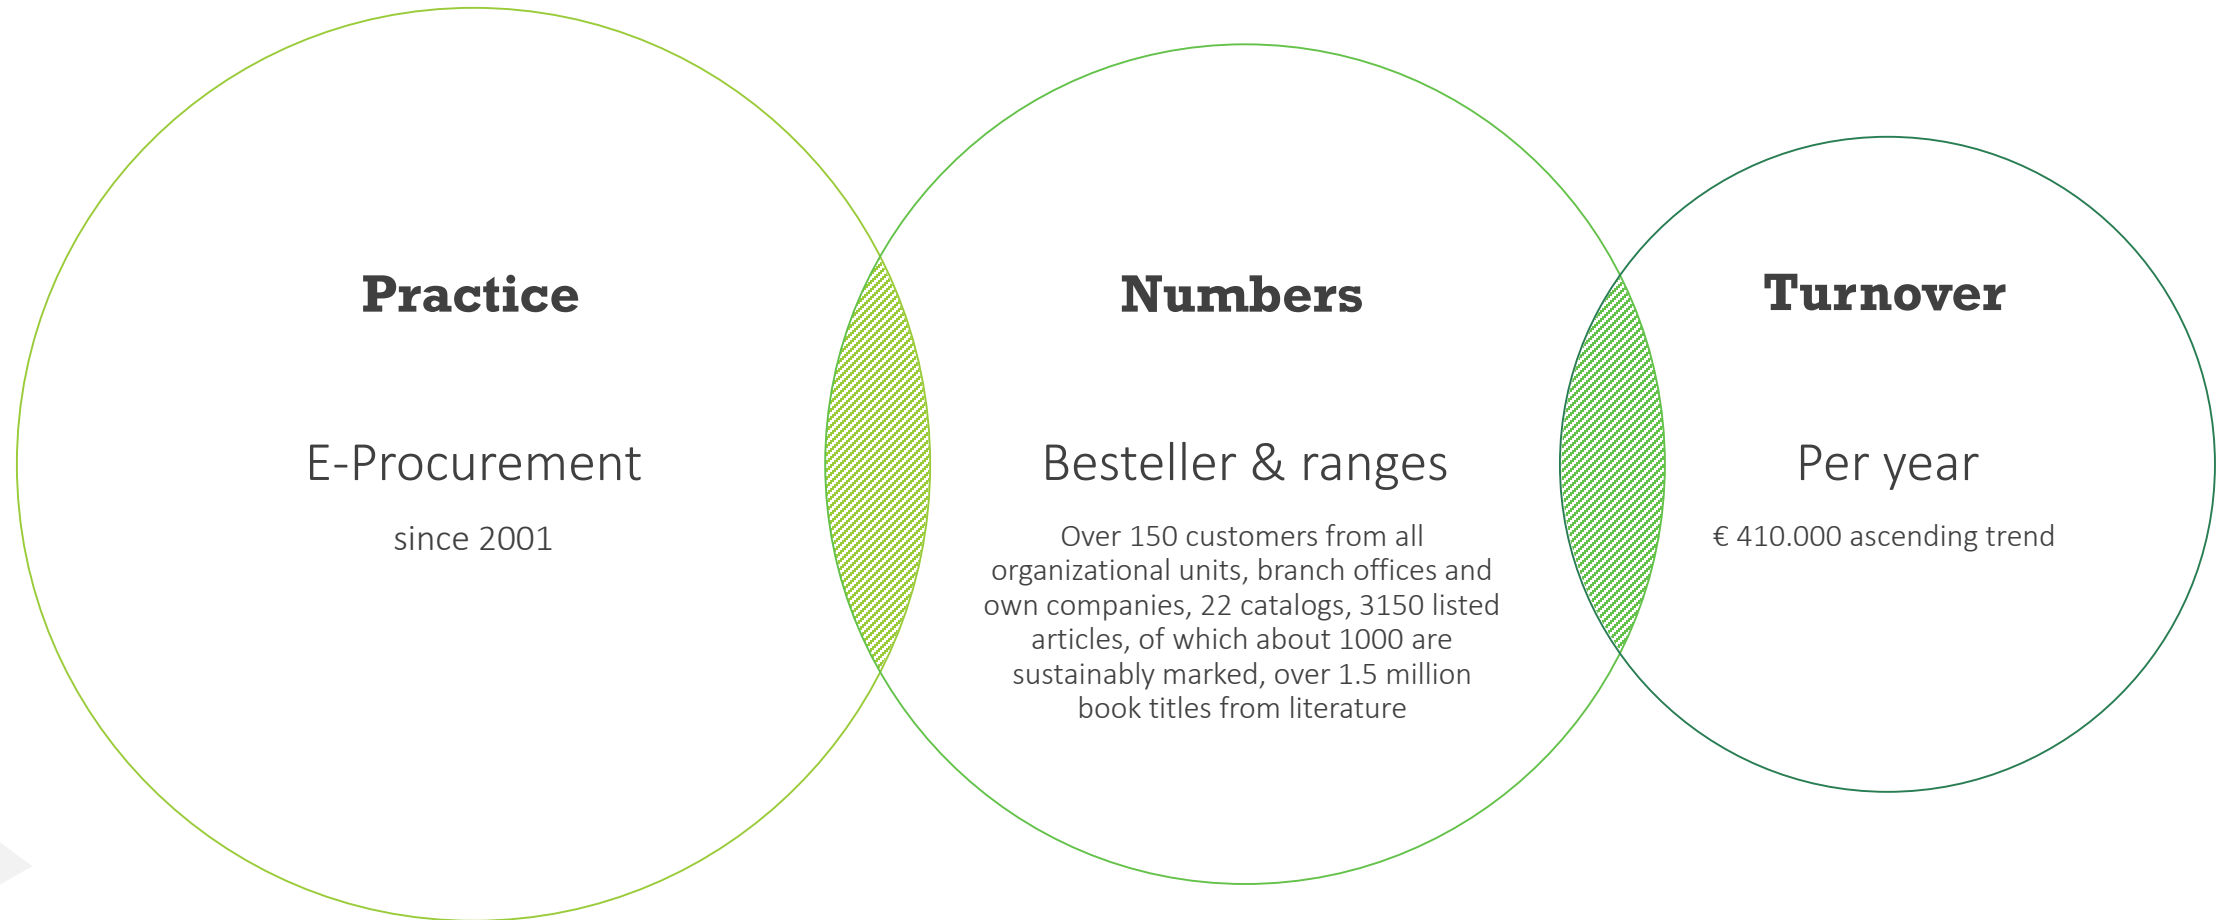 Practice
E-Procurement
since 2001
Numbers
Besteller & ranges
Over 150 customers from all
organizational units, branch offices and
own companies, 22 catalogs, 3150 listed
articles, of which about 1000 are
sustainably marked, over 1.5 million
book titles from literature
Turnover
Per year
€ 410.000 ascending trend